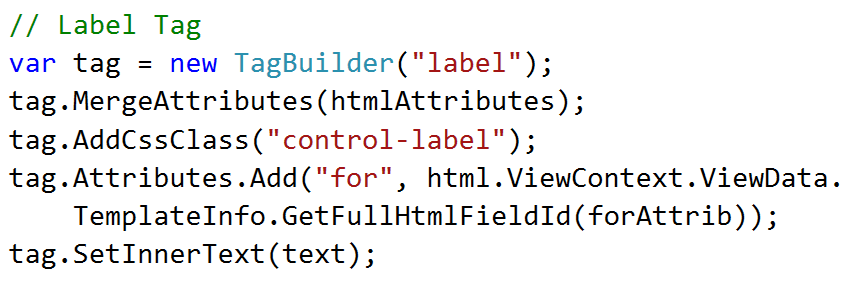 // Label Tag
var tag = new TagBuilder("label");
tag.MergeAttributes(htmlAttributes);
tag.AddCssClass("control-label");
tag.Attributes.Add("for", html.ViewContext.ViewData.
    TemplateInfo.GetFullHtmlFieldId(forAttrib));
tag.SetInnerText(text);